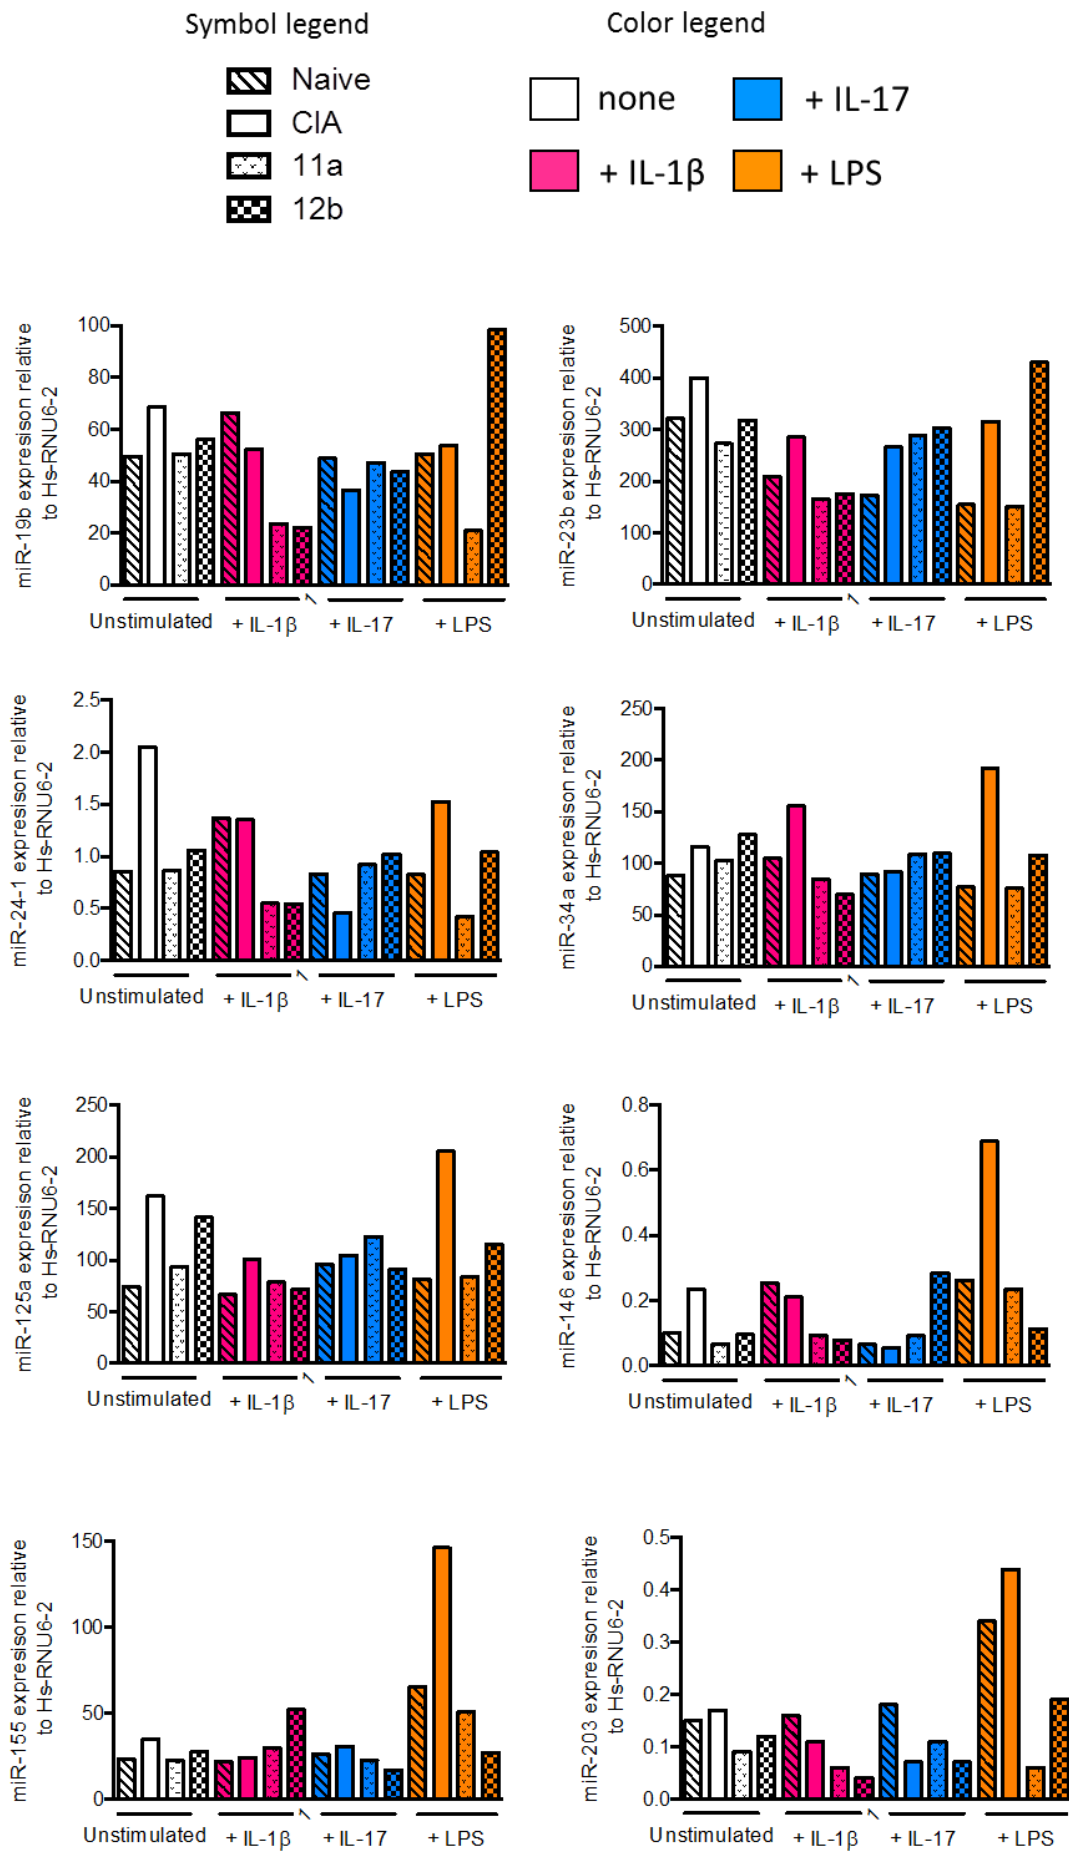 Symbol legend
Color legend
Naive
CIA
11a
12b
none
+ IL-17
+ IL-1β
+ LPS
miR-19b expresison relative
to Hs-RNU6-2
100
80
60
40
20
0
Unstimulated
+ IL-1β
+ IL-17
+ LPS
miR-23b expresison relative
to Hs-RNU6-2
500
400
300
200
100
0
Unstimulated
+ IL-1β
+ IL-17
+ LPS
miR-24-1 expresison relative
to Hs-RNU6-2
2.5
2.0
1.5
1.0
0.5
0.0
Unstimulated
+ IL-1β
+ IL-17
+ LPS
miR-34a expresison relative
to Hs-RNU6-2
250
200
150
100
50
0
Unstimulated
+ IL-1β
+ IL-17
+ LPS
miR-125a expresison relative
to Hs-RNU6-2
250
200
150
100
50
0
Unstimulated
+ IL-1β
+ IL-17
+ LPS
miR-146 expresison relative
to Hs-RNU6-2
0.8
0.6
0.4
0.2
0.0
Unstimulated
+ IL-1β
+ IL-17
+ LPS
miR-155 expresison relative
to Hs-RNU6-2
150
100
50
0
Unstimulated
+ IL-1β
+ IL-17
+ LPS
miR-203 expresison relative
to Hs-RNU6-2
0.5
0.4
0.3
0.2
0.1
0.0
Unstimulated
+ IL-1β
+ IL-17
+ LPS